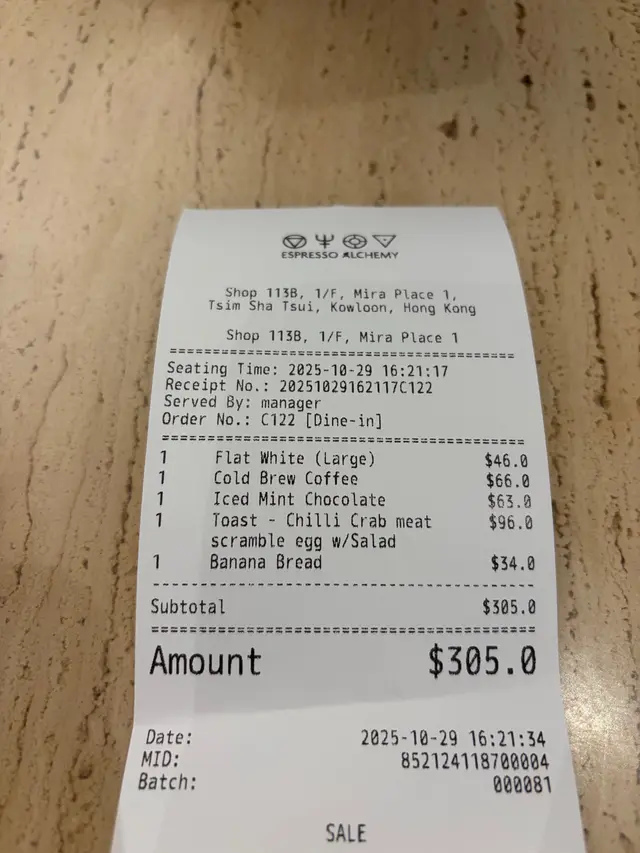 ESPRESSO ALCHEMY
Shop 113B, 1/F, Mira Place 1,
Tsim Sha Tsui, Kowloon, Hong Kong
Shop 113B, 1/F, Mira Place 1
================================================
Seating Time: 2025-10-29 16:21:17
Receipt No.: 20251029162117C122
Served By: manager
Order No.: C122 [Dine-in]
================================================
1 Flat White (Large) $46.0
1 Cold Brew Coffee $66.0
1 Iced Mint Chocolate $63.0
1 Toast - Chilli Crab meat $96.0
scramble egg w/Salad
1 Banana Bread $34.0
------------------------------------------------
Subtotal $305.0
================================================
Amount $305.0
Date: 2025-10-29 16:21:34
MID: 852124118700004
Batch: 000081
SALE